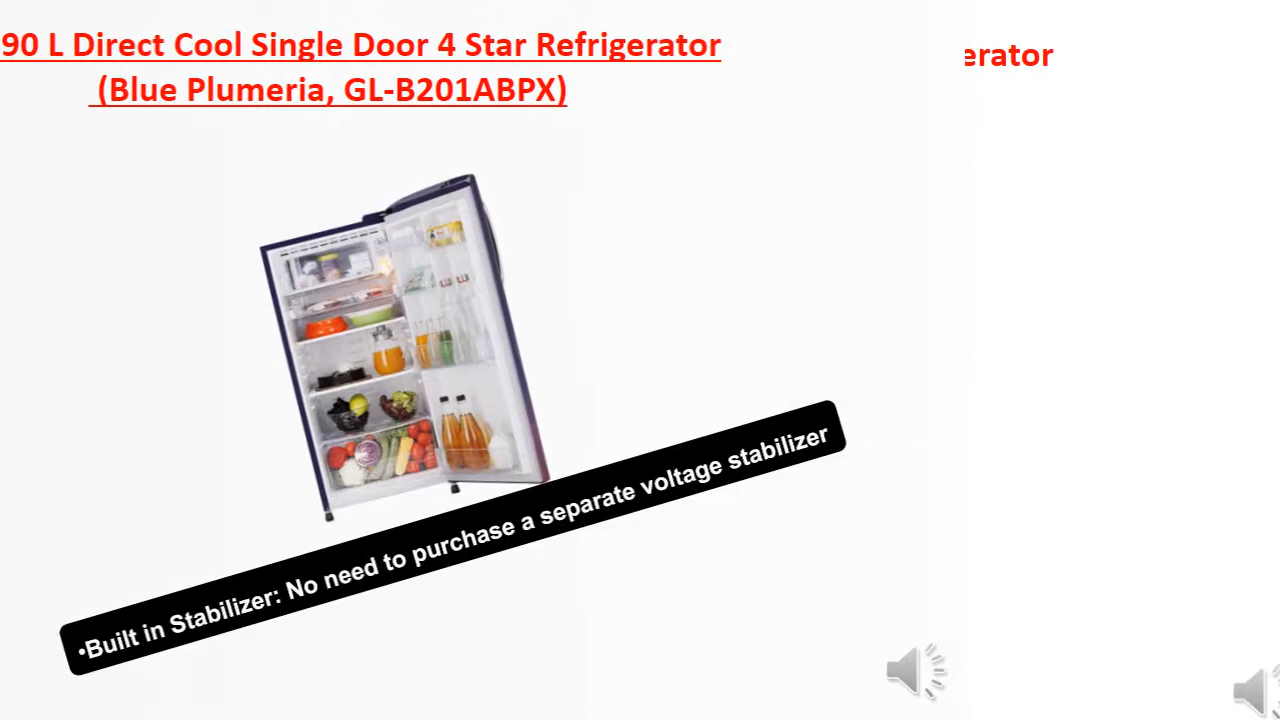 90 L Direct Cool Single Door 4 Star Refrigerator
(Blue Plumeria, GL-B201ABPX)
erator
•Built in Stabilizer: No need to purchase a separate voltage stabilizer